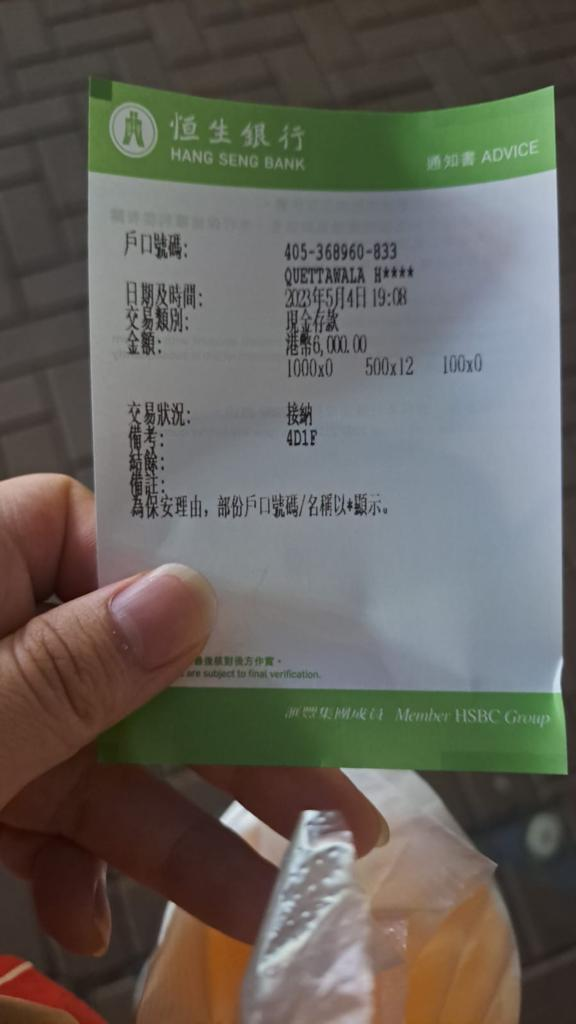 恒生銀行
HANG SENG BANK
通知書 ADVICE
戶口號碼: 405-368960-833
QUETTAWALA H****
日期及時間: 2023年5月4日 19:08
交易類別: 現金存款
金額: 港幣6,000.00
1000x0 500x12 100x0
交易狀況: 接納
備考: 4D1F
結餘:
備註:
為保安理由，部份戶口號碼/名稱以*顯示。
最後核對後方作實。
are subject to final verification.
滙豐集團成員 Member HSBC Group